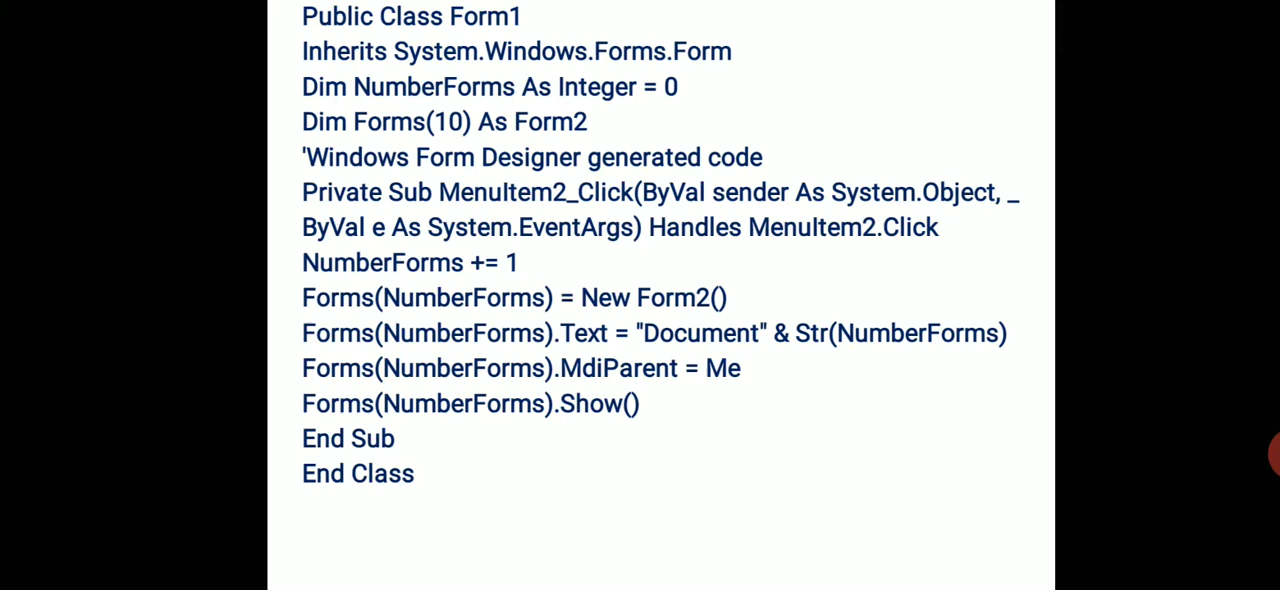 Public Class Form1
Inherits System.Windows.Forms.Form
Dim NumberForms As Integer = 0
Dim Forms(10) As Form2
'Windows Form Designer generated code
Private Sub MenuItem2_Click(ByVal sender As System.Object, _
ByVal e As System.EventArgs) Handles MenuItem2.Click
NumberForms += 1
Forms(NumberForms) = New Form2()
Forms(NumberForms).Text = "Document" & Str(NumberForms)
Forms(NumberForms).MdiParent = Me
Forms(NumberForms).Show()
End Sub
End Class